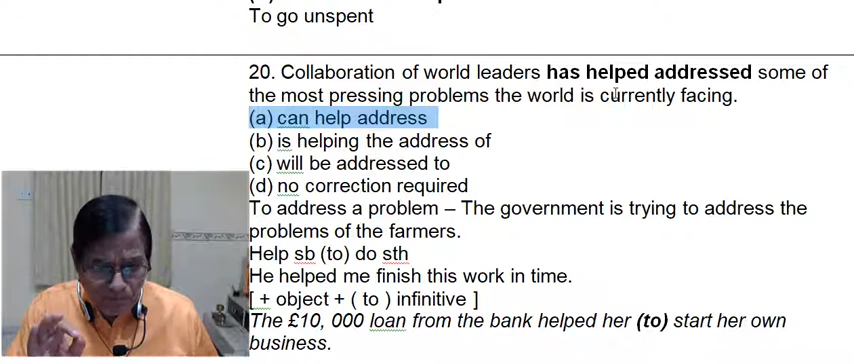 To go unspent
20. Collaboration of world leaders has helped addressed some of
the most pressing problems the world is currently facing.
(a) can help address
(b) is helping the address of
(c) will be addressed to
(d) no correction required
To address a problem – The government is trying to address the
problems of the farmers.
Help sb (to) do sth
He helped me finish this work in time.
[ + object + ( to ) infinitive ]
The £10, 000 loan from the bank helped her (to) start her own
business.